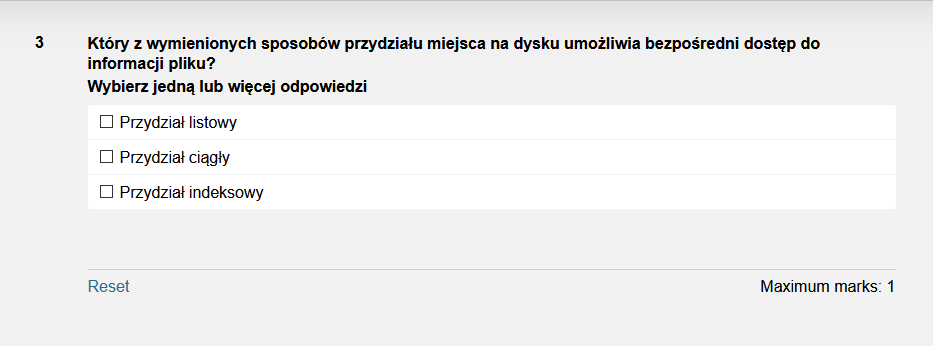 3
Który z wymienionych sposobów przydziału miejsca na dysku umożliwia bezpośredni dostęp do
informacji pliku?
Wybierz jedną lub więcej odpowiedzi
Przydział listowy
Przydział ciągły
Przydział indeksowy
Reset
Maximum marks: 1